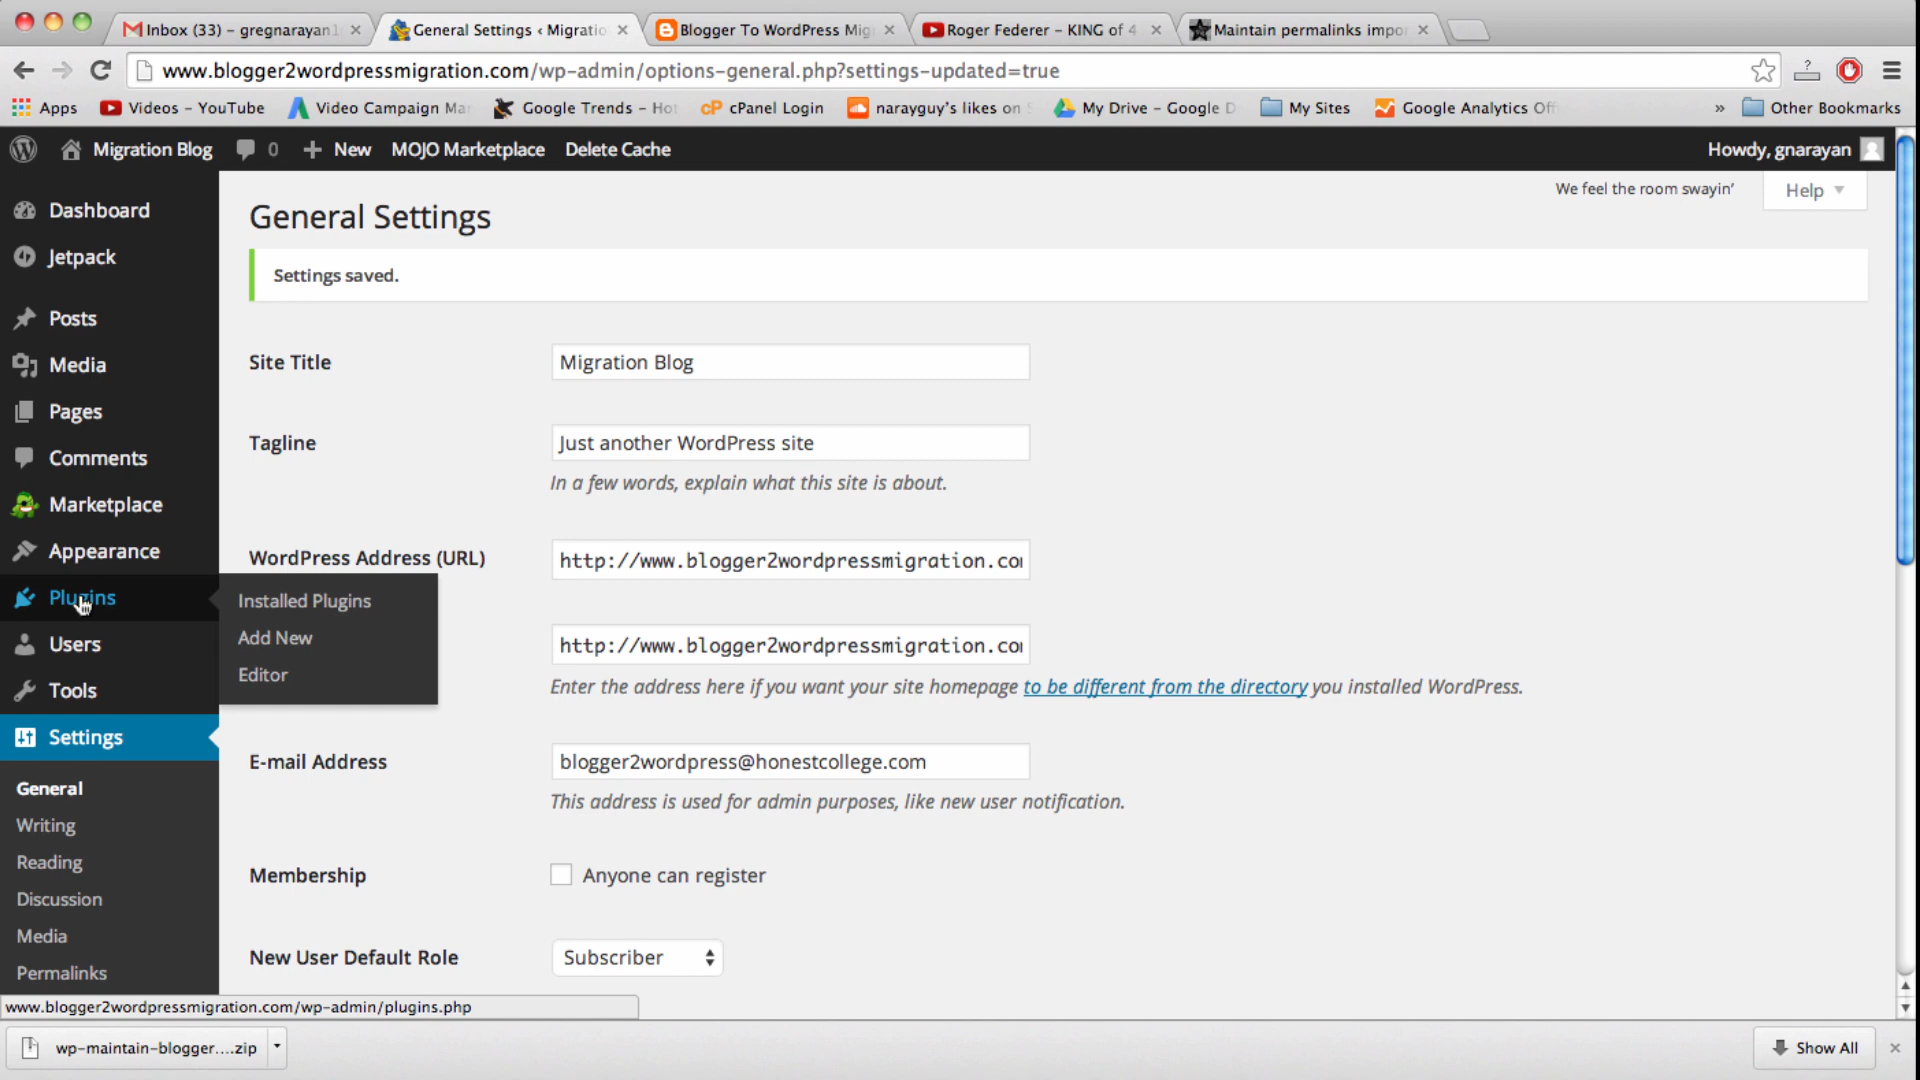 Inbox (33) – gregnarayan1
General Settings ‹ Migratio
Blogger To WordPress Mig
Roger Federer – KING of 4
Maintain permalinks impo
www.blogger2wordpressmigration.com/wp-admin/options-general.php?settings-updated=true
Apps
Videos – YouTube
Video Campaign Ma
Google Trends – Ho
cPanel Login
narayguy's likes on
My Drive – Google D
My Sites
Google Analytics Off
»
Other Bookmarks
Migration Blog
0
+ New
MOJO Marketplace
Delete Cache
Howdy, gnarayan
We feel the room swayin'
Help
Dashboard
Jetpack
Posts
Media
Pages
Comments
Marketplace
Appearance
Plugins
Users
Tools
Settings
General
Writing
Reading
Discussion
Media
Permalinks
Installed Plugins
Add New
Editor
General Settings
Settings saved.
Site Title
Migration Blog
Tagline
Just another WordPress site
In a few words, explain what this site is about.
WordPress Address (URL)
http://www.blogger2wordpressmigration.co
http://www.blogger2wordpressmigration.co
Enter the address here if you want your site homepage to be different from the directory you installed WordPress.
E-mail Address
blogger2wordpress@honestcollege.com
This address is used for admin purposes, like new user notification.
Membership
Anyone can register
New User Default Role
Subscriber
www.blogger2wordpressmigration.com/wp-admin/plugins.php
wp-maintain-blogger....zip
Show All